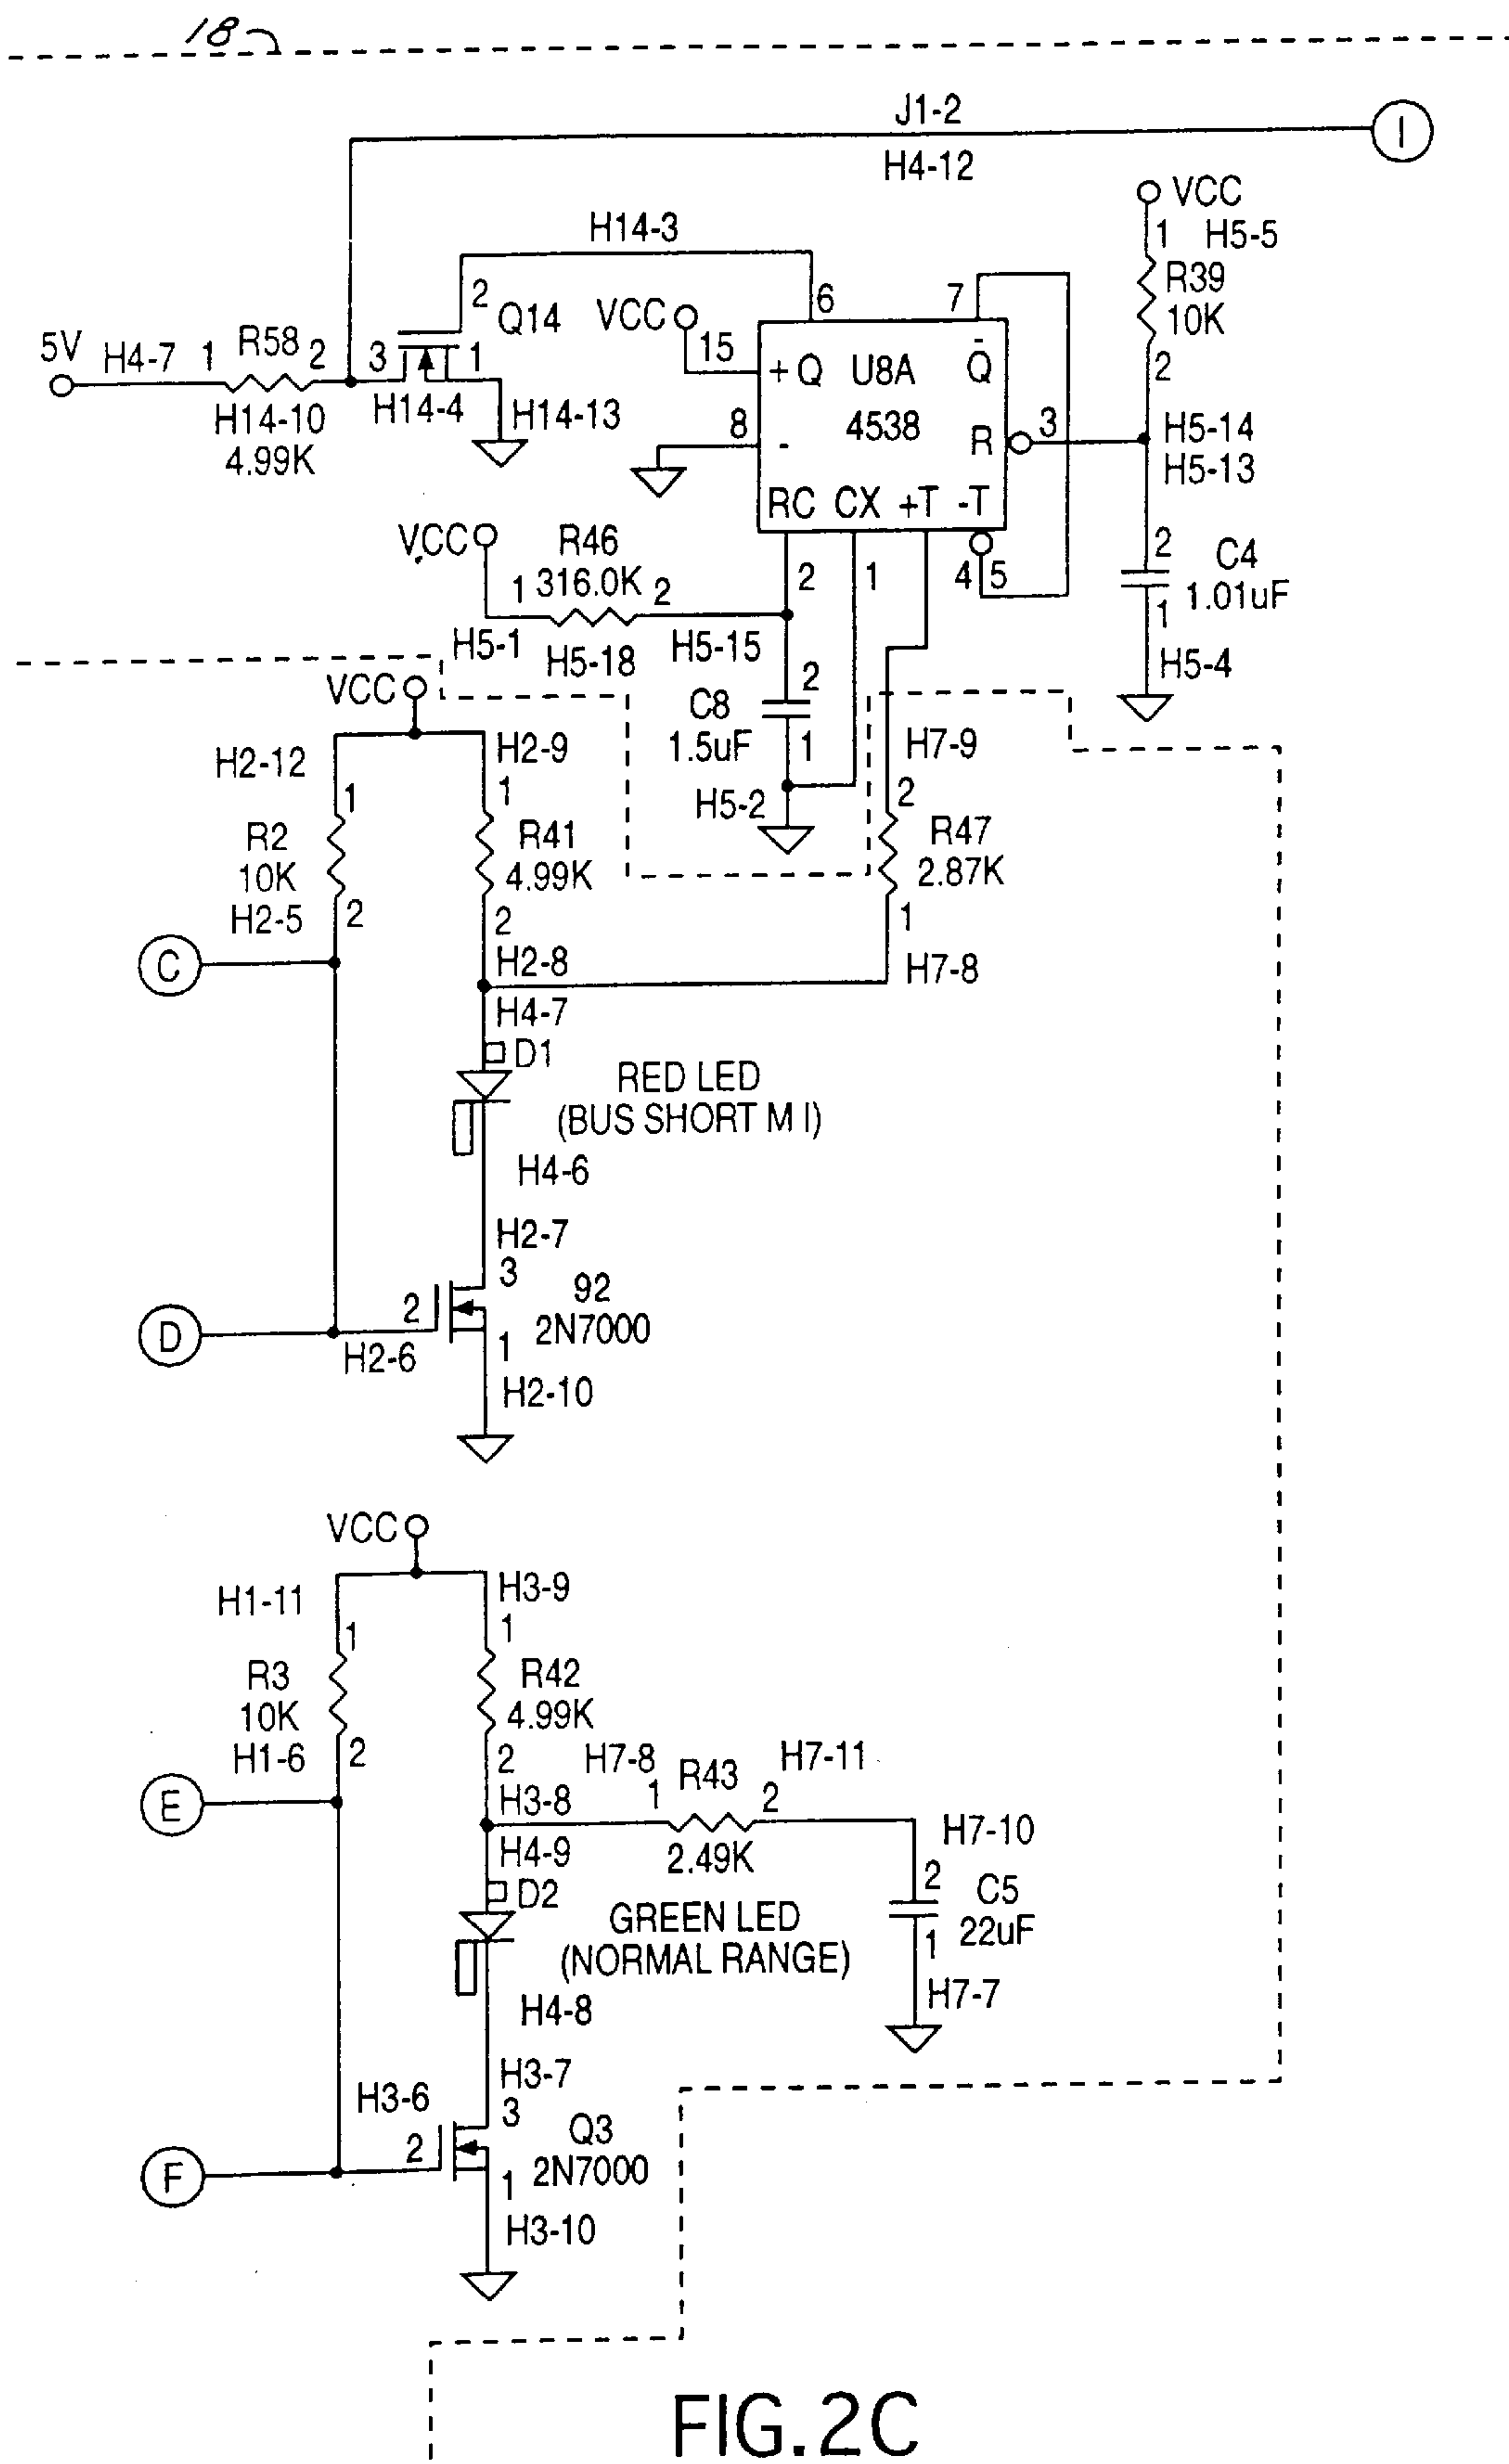 18
J1-2
I
H4-12
VCC
1 H5-5
H14-3
R39
10K
2
2
Q14
VCC
6
7
5V
H4-7
1
R58
2
3
1
15
+Q
U8A
Q̄
H14-10
4.99K
H14-4
H14-13
8
-
4538
R
3
H5-14
H5-13
RC
CX
+T
-T
VCC
R46
316.0K
1
2
2
1
4
5
2
C4
1.01uF
1
H5-1
H5-18
H5-15
H5-4
VCC
2
C8
1.5uF
1
H7-9
H2-12
H2-9
1
1
H5-2
2
R2
10K
H2-5
2
R41
4.99K
2
R47
2.87K
1
C
H2-8
H7-8
H4-7
D1
RED LED
(BUS SHORT M I)
H4-6
H2-7
3
92
2N7000
D
2
H2-6
1
H2-10
VCC
H1-11
H3-9
1
1
R3
10K
H1-6
2
R42
4.99K
2
H7-8
1
R43
2
H7-11
E
H3-8
H4-9
2.49K
H7-10
D2
2
C5
22uF
1
GREEN LED
(NORMAL RANGE)
H7-7
H4-8
H3-7
3
H3-6
2
Q3
2N7000
F
1
H3-10
FIG.2C